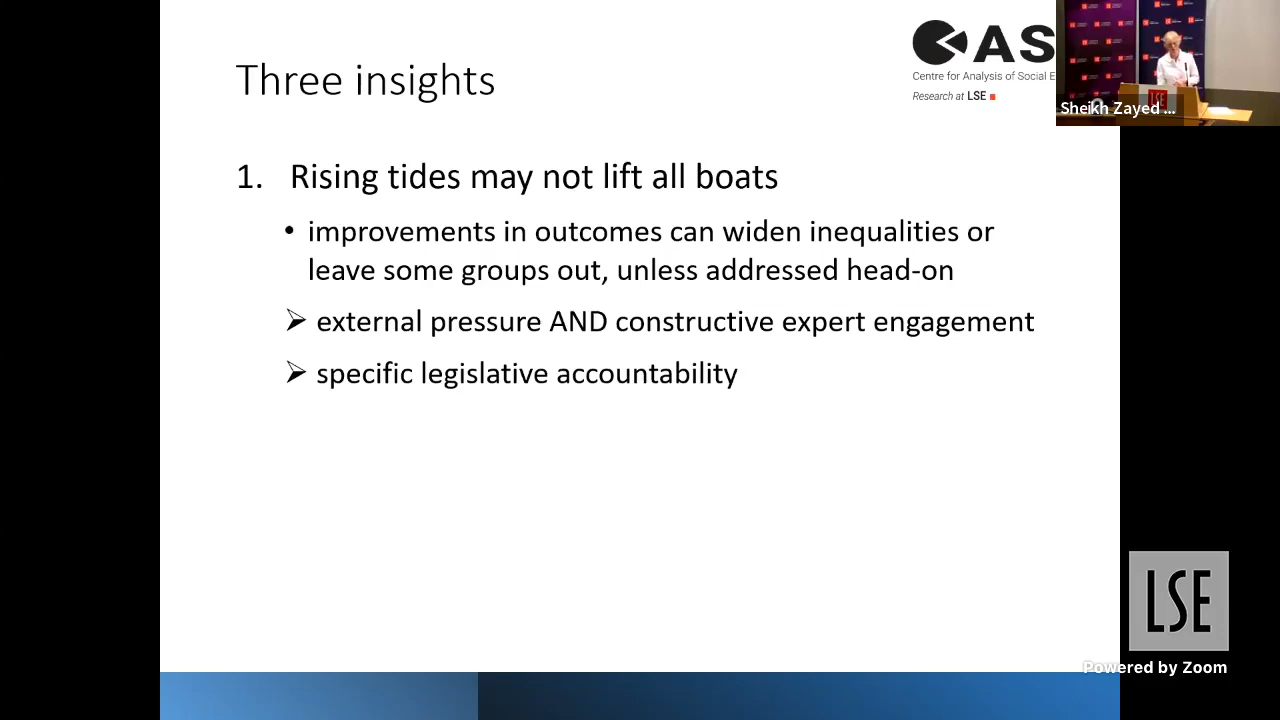 Three insights
CAS
Centre for Analysis of Social E
Research at LSE
Sheikh Zayed ...
LSE
1. Rising tides may not lift all boats
• improvements in outcomes can widen inequalities or
leave some groups out, unless addressed head-on
➢ external pressure AND constructive expert engagement
➢ specific legislative accountability
LSE
Powered by Zoom